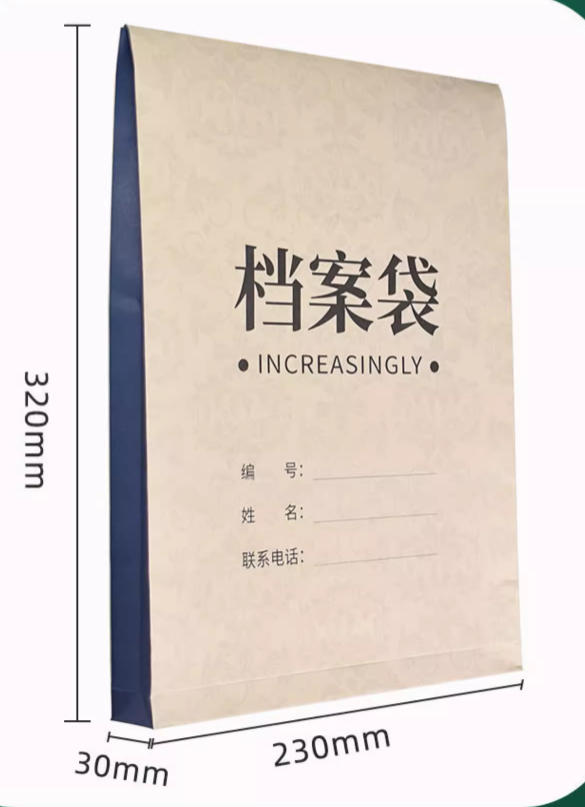 档案袋
• INCREASINGLY •
编 号：
姓 名：
联系电话：
320mm
30mm
230mm